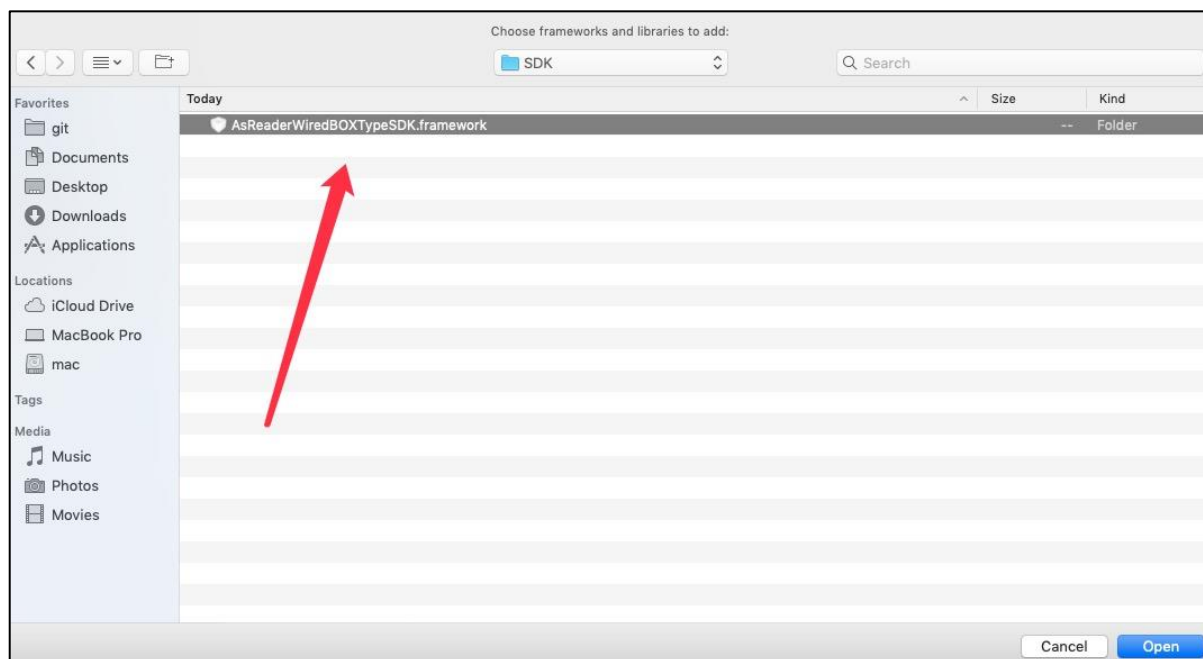 Choose frameworks and libraries to add:
SDK
Search
Favorites
git
Documents
Desktop
Downloads
Applications
Locations
iCloud Drive
MacBook Pro
mac
Tags
Media
Music
Photos
Movies
Today Size Kind
AsReaderWiredBOXTypeSDK.framework -- Folder
Cancel Open